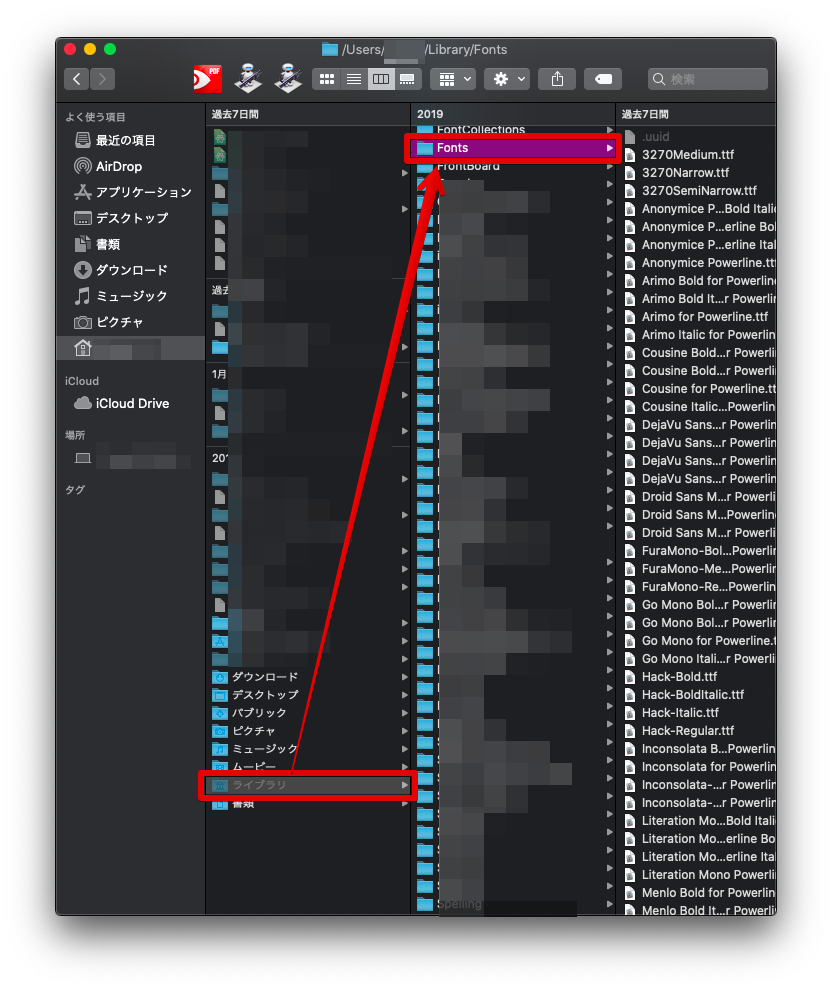 /Users/ /Library/Fonts
PDF
検索
よく使う項目
最近の項目
AirDrop
アプリケーション
デスクトップ
書類
ダウンロード
ミュージック
ピクチャ
iCloud
iCloud Drive
場所
タグ
過去7日間
過去
1月
201
ダウンロード
デスクトップ
パブリック
ピクチャ
ミュージック
ムービー
ライブラリ
書類
2019
FontCollections
Fonts
FrontBoard
Spelling
過去7日間
.uuid
3270Medium.ttf
3270Narrow.ttf
3270SemiNarrow.ttf
Anonymice P...Bold Italic
Anonymice P...erline Bol
Anonymice P...erline Ital
Anonymice Powerline.ttf
Arimo Bold for Powerline
Arimo Bold It...r Powerlin
Arimo for Powerline.ttf
Arimo Italic for Powerlin
Cousine Bold...r Powerlin
Cousine Bold...r Powerlin
Cousine for Powerline.tt
Cousine Italic...Powerline
DejaVu Sans...r Powerlin
DejaVu Sans...r Powerlin
DejaVu Sans...r Powerlin
DejaVu Sans...r Powerlin
Droid Sans M...r Powerlin
Droid Sans M...r Powerlin
Droid Sans M...r Powerlin
FuraMono-Bol...Powerlin
FuraMono-Me...Powerlin
FuraMono-Re...Powerlin
Go Mono Bol...r Powerlin
Go Mono Bol...r Powerlin
Go Mono for Powerline.t
Go Mono Itali...r Powerlin
Hack-Bold.ttf
Hack-BoldItalic.ttf
Hack-Italic.ttf
Hack-Regular.ttf
Inconsolata B...Powerlin
Inconsolata for Powerlin
Inconsolata-...r Powerlin
Inconsolata-...r Powerlin
Literation Mo...Bold Itali
Literation Mo...erline Bo
Literation Mo...erline Ita
Literation Mono Powerli
Menlo Bold for Powerlin
Menlo Bold It...r Powerli